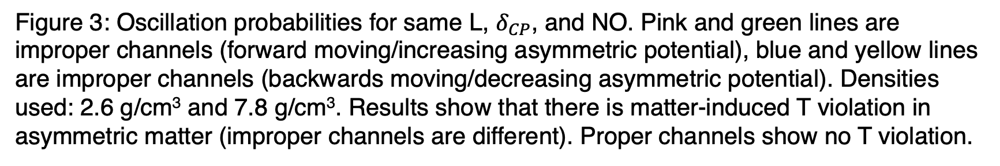 Figure 3: Oscillation probabilities for same L, δ_CP, and NO. Pink and green lines are
improper channels (forward moving/increasing asymmetric potential), blue and yellow lines
are improper channels (backwards moving/decreasing asymmetric potential). Densities
used: 2.6 g/cm³ and 7.8 g/cm³. Results show that there is matter-induced T violation in
asymmetric matter (improper channels are different). Proper channels show no T violation.